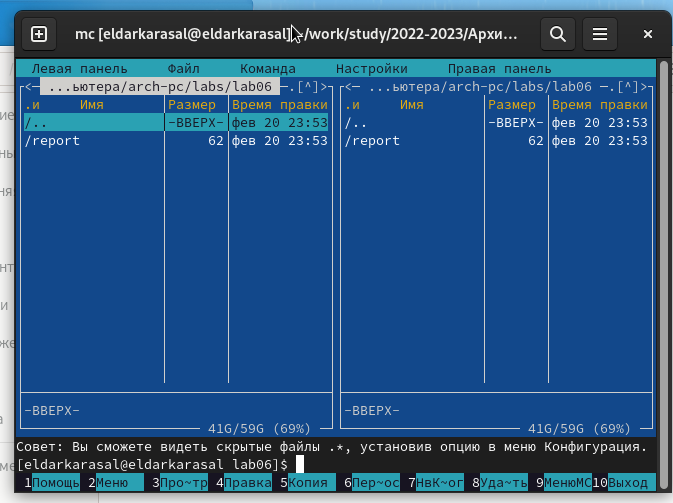 mc [eldarkarasal@eldarkarasal]:~/work/study/2022-2023/Архи...
Левая панель Файл Команда Настройки Правая панель
<— ...ьютера/arch-pc/labs/lab06 —.[^]> <— ...ьютера/arch-pc/labs/lab06 —.[^]>
.и Имя Размер Время правки .и Имя Размер Время правки
/.. -ВВЕРХ- фев 20 23:53 /.. -ВВЕРХ- фев 20 23:53
/report 62 фев 20 23:53 /report 62 фев 20 23:53
-ВВЕРХ- -ВВЕРХ-
41G/59G (69%) 41G/59G (69%)
Совет: Вы сможете видеть скрытые файлы .*, установив опцию в меню Конфигурация.
[eldarkarasal@eldarkarasal lab06]$
1Помощь 2Меню 3Про~тр 4Правка 5Копия 6Пер~ос 7НвК~ог 8Уда~ть 9МенюMC 10Выход